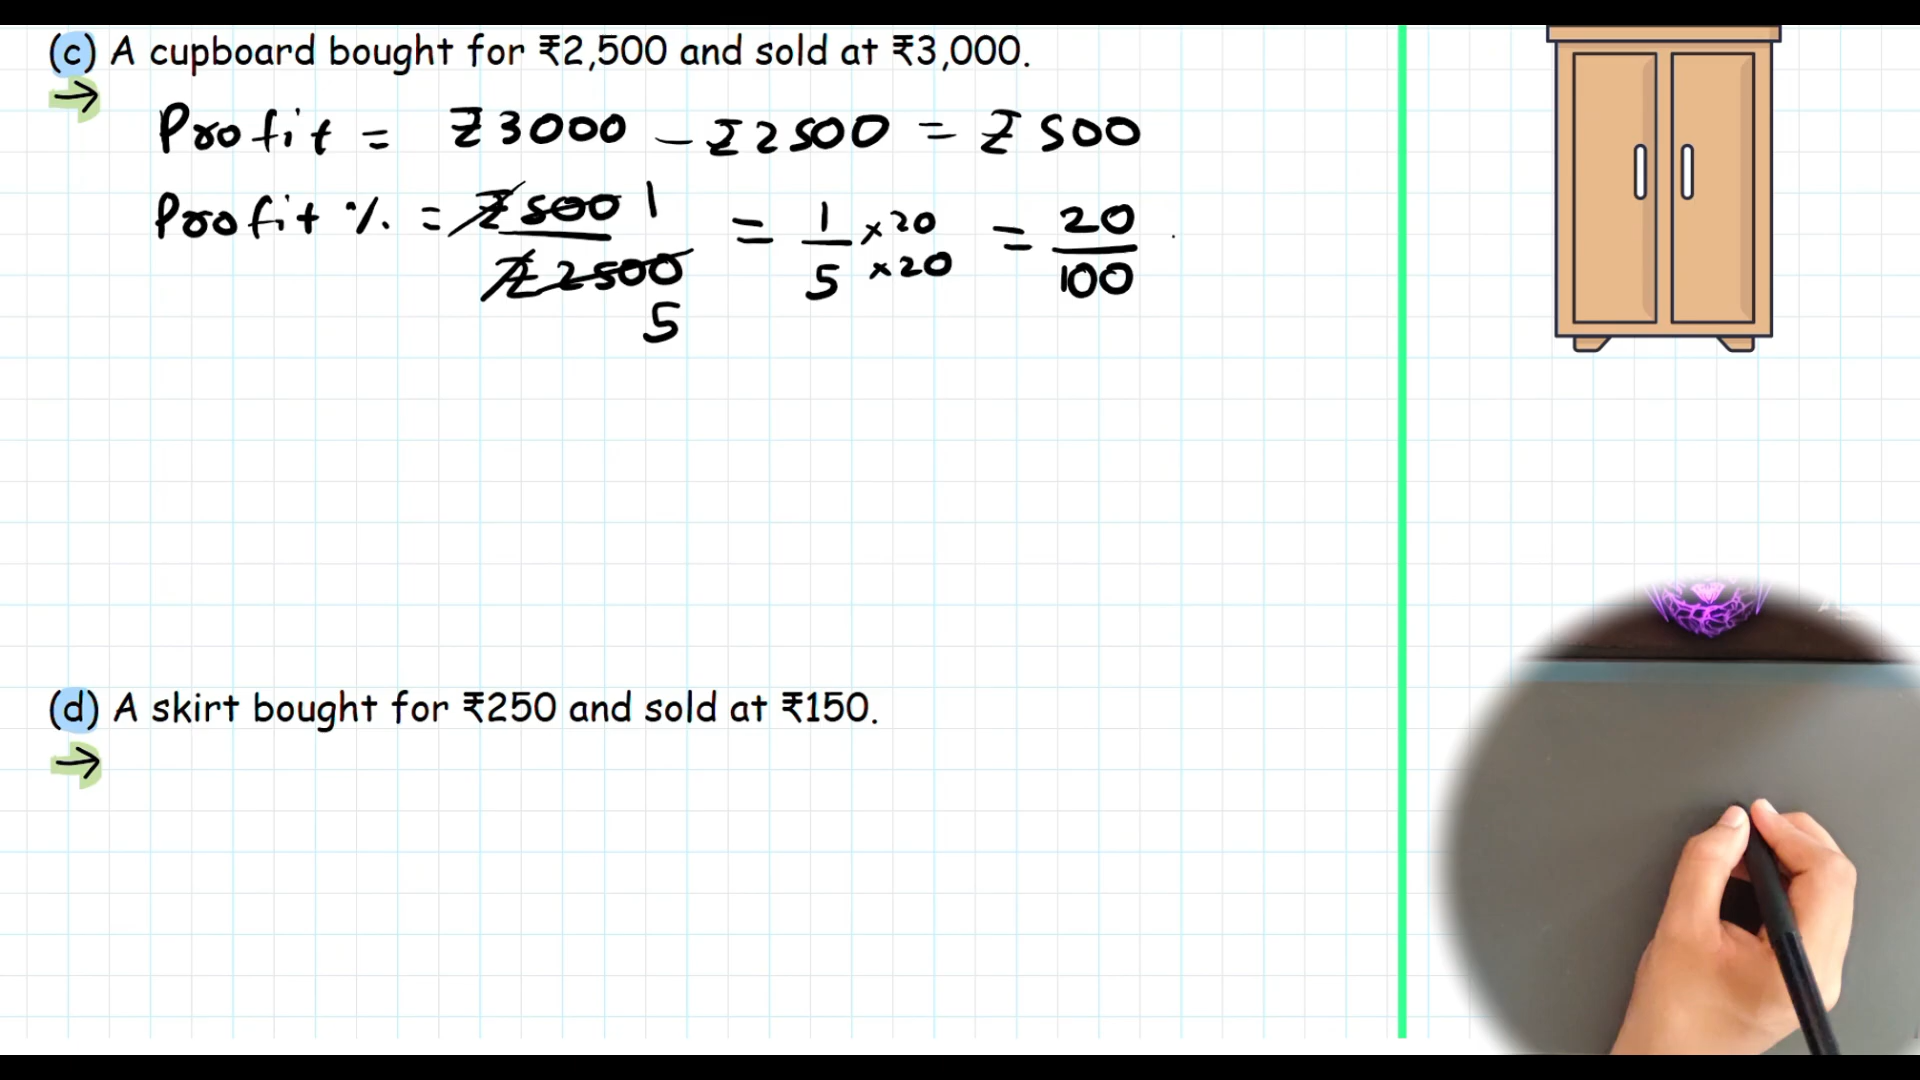 (c) A cupboard bought for ₹2,500 and sold at ₹3,000.
→
Profit = ₹3000 - ₹2500 = ₹500
Profit % = ₹500 1 / ₹2500 5 = 1 × 20 / 5 × 20 = 20 / 100
(d) A skirt bought for ₹250 and sold at ₹150.
→